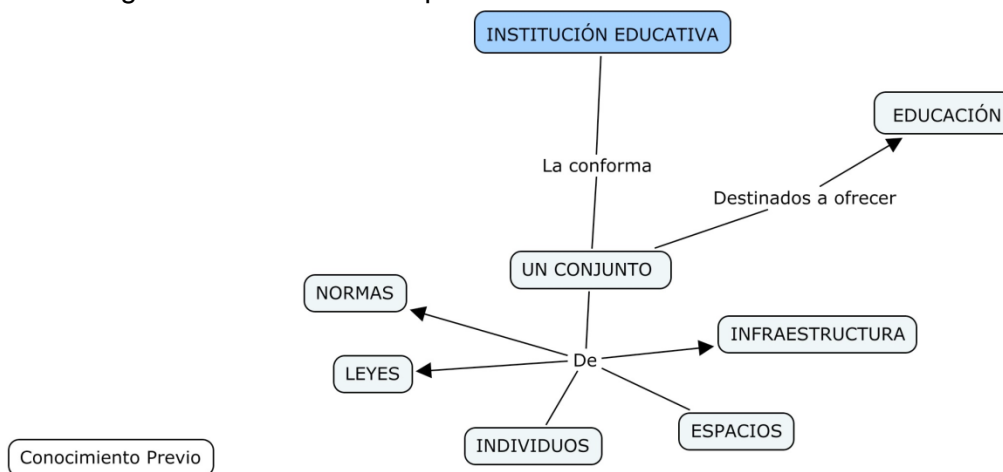 INSTITUCIÓN EDUCATIVA
EDUCACIÓN
La conforma
Destinados a ofrecer
UN CONJUNTO
NORMAS
INFRAESTRUCTURA
De
LEYES
ESPACIOS
INDIVIDUOS
Conocimiento Previo